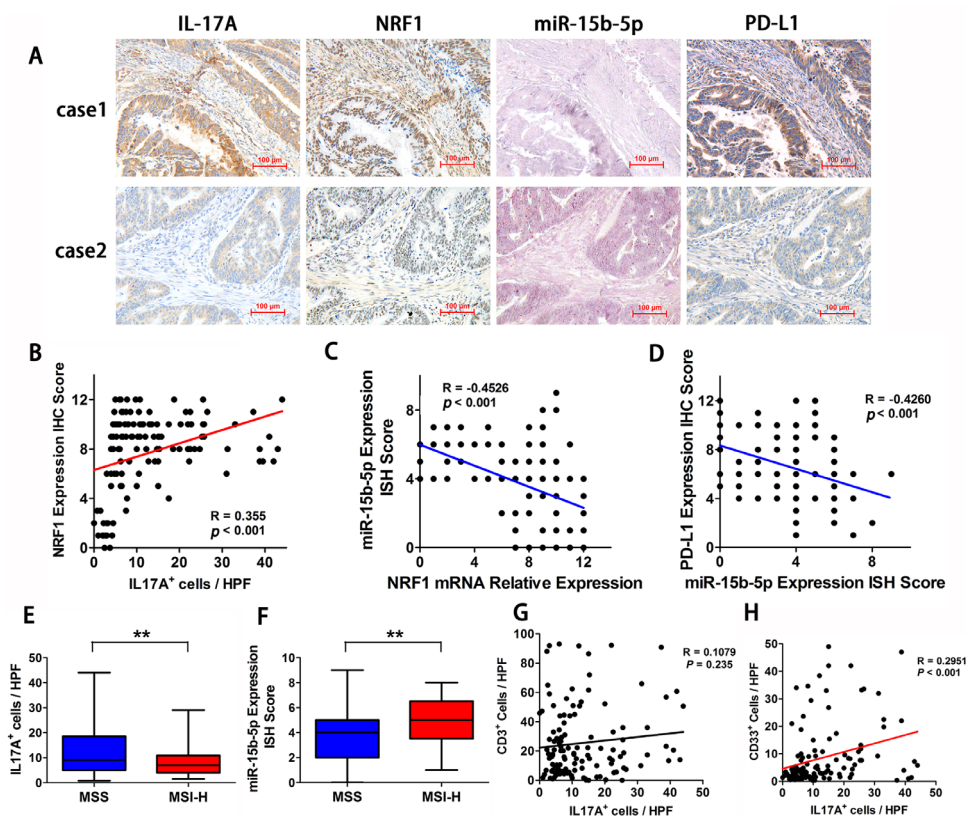 IL-17A NRF1 miR-15b-5p PD-L1
A
case1
100 μm 100 μm 100 μm 100 μm
case2
100 μm 100 μm 100 μm 100 μm
B
NRF1 Expression IHC Score
12
8
4
0
R = 0.355
p < 0.001
0 10 20 30 40
IL17A⁺ cells / HPF
C
miR-15b-5p Expression
ISH Score
8
4
0
R = -0.4526
p < 0.001
0 2 4 6 8 10 12
NRF1 mRNA Relative Expression
D
PD-L1 Expression IHC Score
12
8
4
0
R = -0.4260
p < 0.001
0 4 8
miR-15b-5p Expression ISH Score
E
IL17A⁺ cells / HPF
50
40
30
20
10
0
**
MSS MSI-H
F
miR-15b-5p Expression
ISH Score
10
8
6
4
2
0
**
MSS MSI-H
G
CD3⁺ Cells / HPF
100
80
60
40
20
0
R = 0.1079
P = 0.235
0 10 20 30 40 50
IL17A⁺ cells / HPF
H
CD33⁺ Cells / HPF
50
40
30
20
10
0
R = 0.2951
P < 0.001
0 10 20 30 40 50
IL17A⁺ cells / HPF